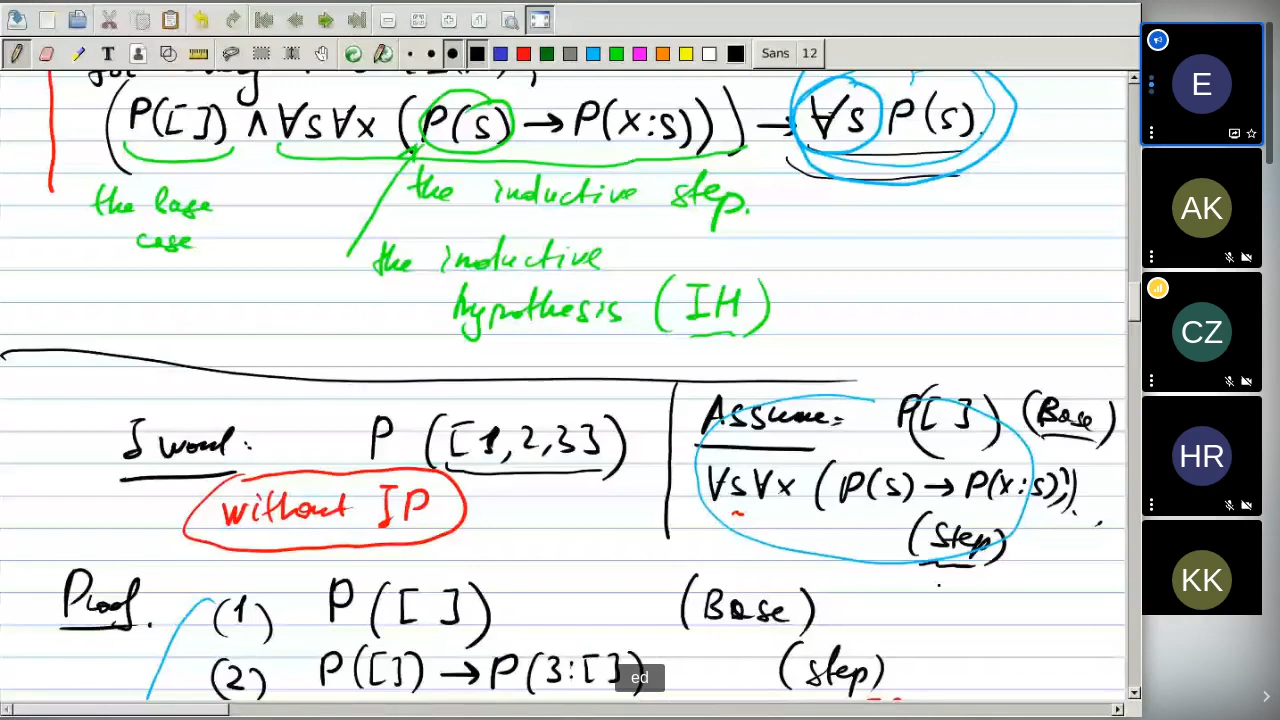 Sans 12
(P([]) ∧ ∀s∀x (P(s) → P(x:s))) → ∀s P(s).
the base case
the inductive step.
the inductive hypothesis (IH)
I want: P([1,2,3])
without IP
Assume: P([]) (Base)
∀s∀x (P(s) → P(x:s))
(Step)
Proof. (1) P([]) (Base)
(2) P([]) → P(3:[]) (step)
ed
E
AK
CZ
HR
KK